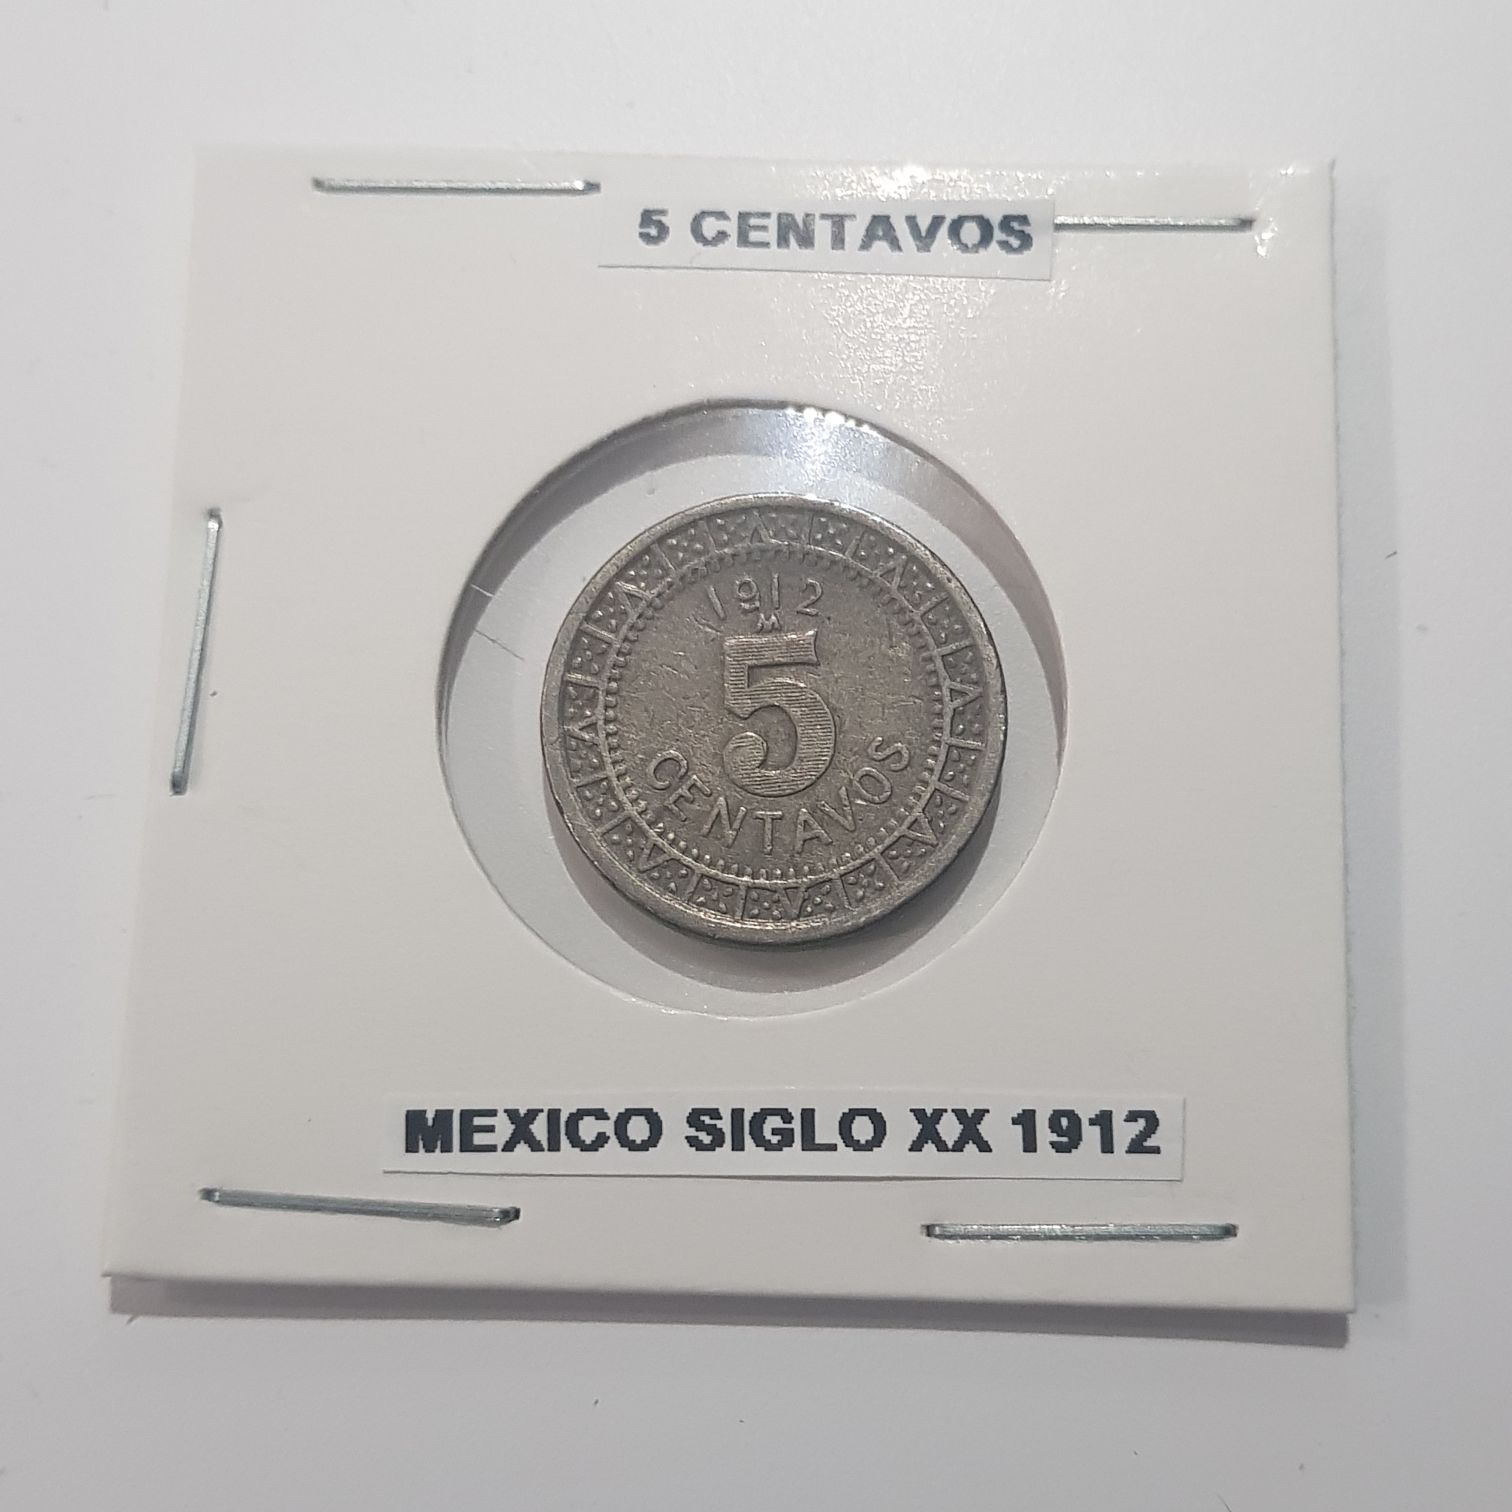 5 CENTAVOS
1912
M
5
CENTAVOS
MEXICO SIGLO XX 1912